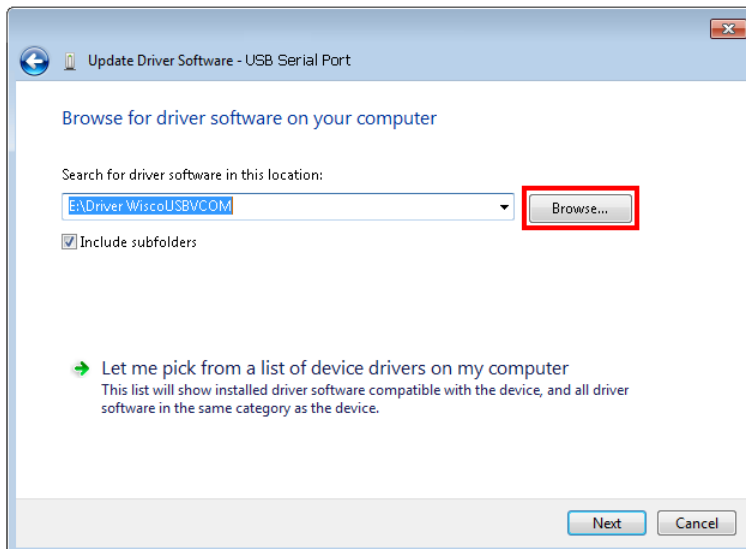 Update Driver Software - USB Serial Port
Browse for driver software on your computer
Search for driver software in this location:
E:\Driver WiscoUSBVCOM
Browse...
Include subfolders
Let me pick from a list of device drivers on my computer
This list will show installed driver software compatible with the device, and all driver
software in the same category as the device.
Next
Cancel